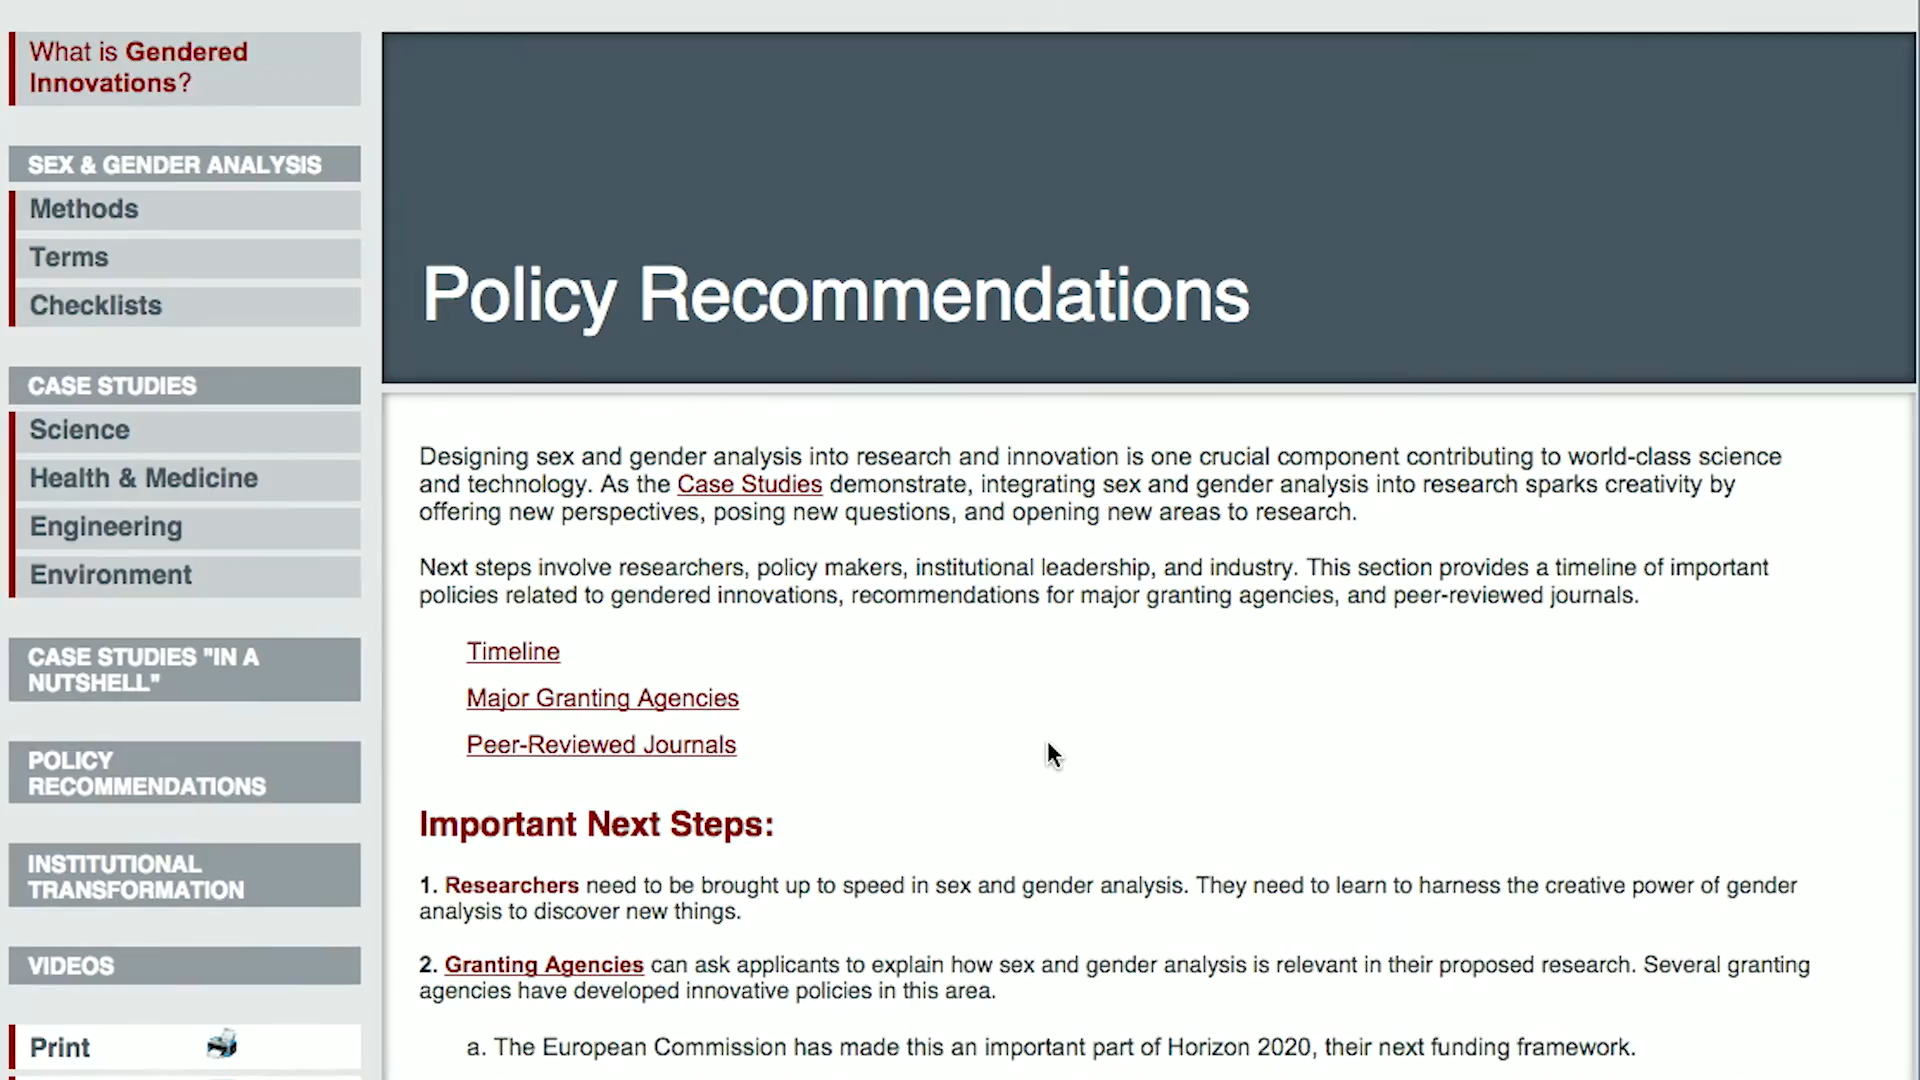 What is Gendered
Innovations?
SEX & GENDER ANALYSIS
Methods
Terms
Checklists
CASE STUDIES
Science
Health & Medicine
Engineering
Environment
CASE STUDIES "IN A
NUTSHELL"
POLICY
RECOMMENDATIONS
INSTITUTIONAL
TRANSFORMATION
VIDEOS
Print
Policy Recommendations
Designing sex and gender analysis into research and innovation is one crucial component contributing to world-class science
and technology. As the Case Studies demonstrate, integrating sex and gender analysis into research sparks creativity by
offering new perspectives, posing new questions, and opening new areas to research.
Next steps involve researchers, policy makers, institutional leadership, and industry. This section provides a timeline of important
policies related to gendered innovations, recommendations for major granting agencies, and peer-reviewed journals.
Timeline
Major Granting Agencies
Peer-Reviewed Journals
Important Next Steps:
1. Researchers need to be brought up to speed in sex and gender analysis. They need to learn to harness the creative power of gender
analysis to discover new things.
2. Granting Agencies can ask applicants to explain how sex and gender analysis is relevant in their proposed research. Several granting
agencies have developed innovative policies in this area.
a. The European Commission has made this an important part of Horizon 2020, their next funding framework.